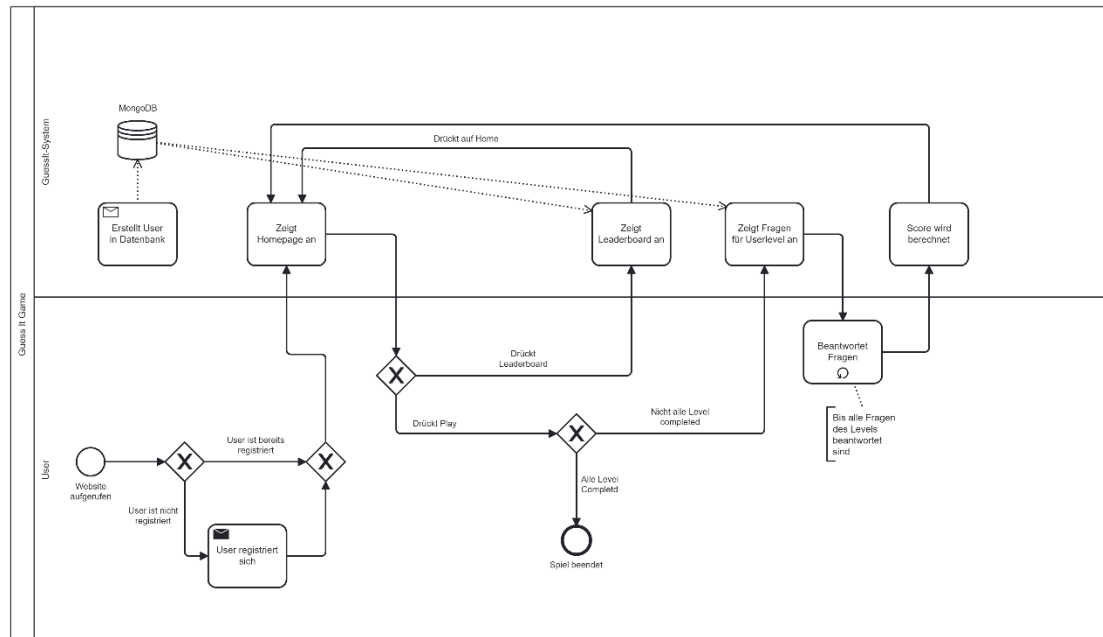 Guess It Game
GuessIt-System
MongoDB
Erstellt User
in Datenbank
Drückt auf Home
Zeigt
Homepage an
Zeigt
Leaderboard an
Zeigt Fragen
für Userlevel an
Score wird
berechnet
User
Website
aufgerufen
User ist bereits
registriert
User ist nicht
registriert
User registriert
sich
Drückt
Leaderboard
Drückt Play
Nicht alle Level
completed
Alle Level
Completd
Spiel beendet
Beantwortet
Fragen
Bis alle Fragen
des Levels
beantwortet
sind